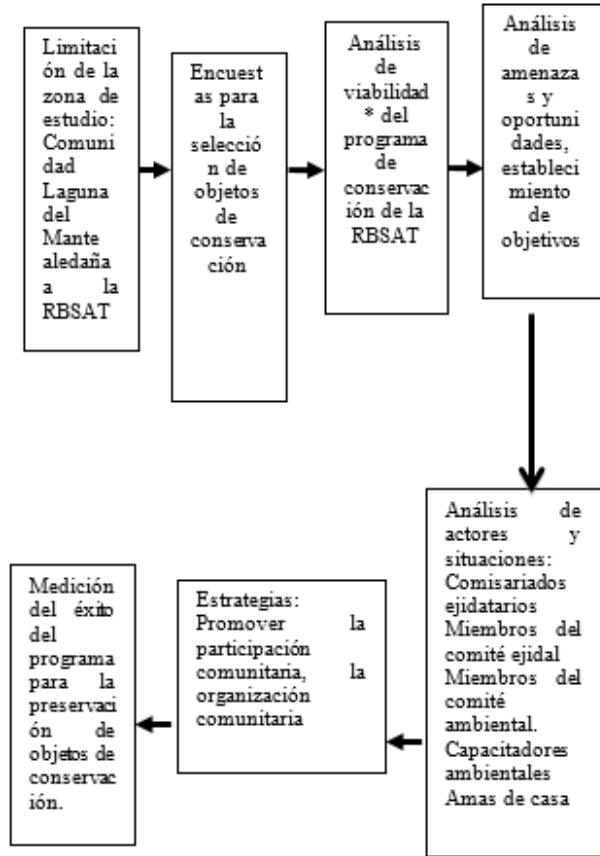 Limitaci
ón de la
zona de
estudio:
Comuni
dad
Laguna
del
Mante
aledaña
a la
RBSAT
Encuest
as para
la
selecció
n de
objetos
de
conserva
ción
Análisis
de
viabilidad
* del
programa
de
conservac
ión de la
RBSAT
Análisis
de
amenaza
s y
oportuni
dades,
estableci
miento
de
objetivos
Análisis de
actores y
situaciones:
Comisariados
ejidatarios
Miembros del
comité ejidal
Miembros del
comité
ambiental.
Capacitadores
ambientales
Amas de casa
Estrategias:
Promover la
participación
comunitaria, la
organización
comunitaria
Medición
del éxito
del
programa
para la
preservaci
ón de
objetos de
conservac
ión.